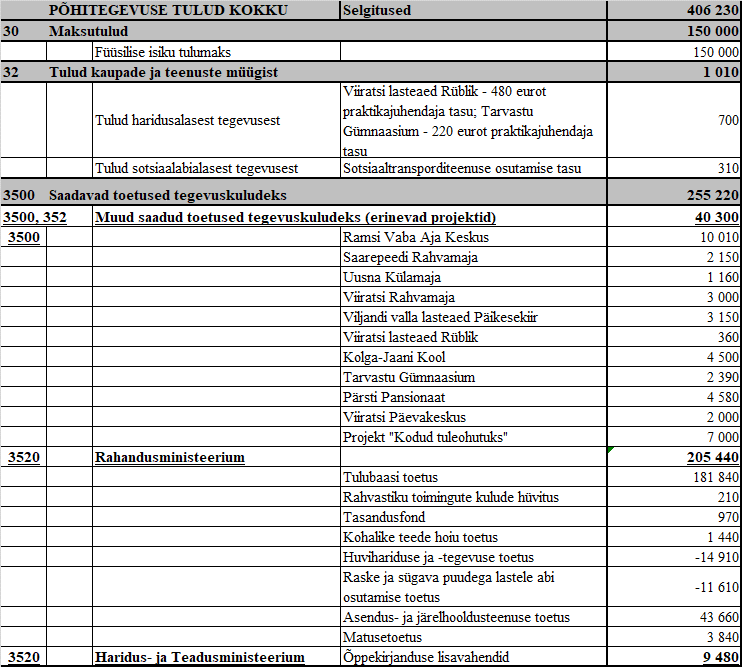 PÕHITEGEVUSE TULUD KOKKU Selgitused 406 230
30 Maksutulud 150 000
Füüsilise isiku tulumaks 150 000
32 Tulud kaupade ja teenuste müügist 1 010
Tulud haridusalasest tegevusest Viiratsi lasteaed Rüblik - 480 eurot
praktikajuhendaja tasu; Tarvastu
Gümnaasium - 220 eurot praktikajuhendaja
tasu 700
Tulud sotsiaalabialasest tegevusest Sotsiaaltransporditeenuse osutamise tasu 310
3500 Saadavad toetused tegevuskuludeks 255 220
3500, 352 Muud saadud toetused tegevuskuludeks (erinevad projektid) 40 300
3500 Ramsi Vaba Aja Keskus 10 010
Saarepeedi Rahvamaja 2 150
Uusna Külamaja 1 160
Viiratsi Rahvamaja 3 000
Viljandi valla lasteaed Päikesekiir 3 150
Viiratsi lasteaed Rüblik 360
Kolga-Jaani Kool 4 500
Tarvastu Gümnaasium 2 390
Pärsti Pansionaat 4 580
Viiratsi Päevakeskus 2 000
Projekt "Kodud tuleohutuks" 7 000
3520 Rahandusministeerium 205 440
Tulubaasi toetus 181 840
Rahvastiku toimingute kulude hüvitus 210
Tasandusfond 970
Kohalike teede hoiu toetus 1 440
Huvihariduse ja -tegevuse toetus -14 910
Raske ja sügava puudega lastele abi
osutamise toetus -11 610
Asendus- ja järelhooldusteenuse toetus 43 660
Matusetoetus 3 840
3520 Haridus- ja Teadusministeerium Õppekirjanduse lisavahendid 9 480